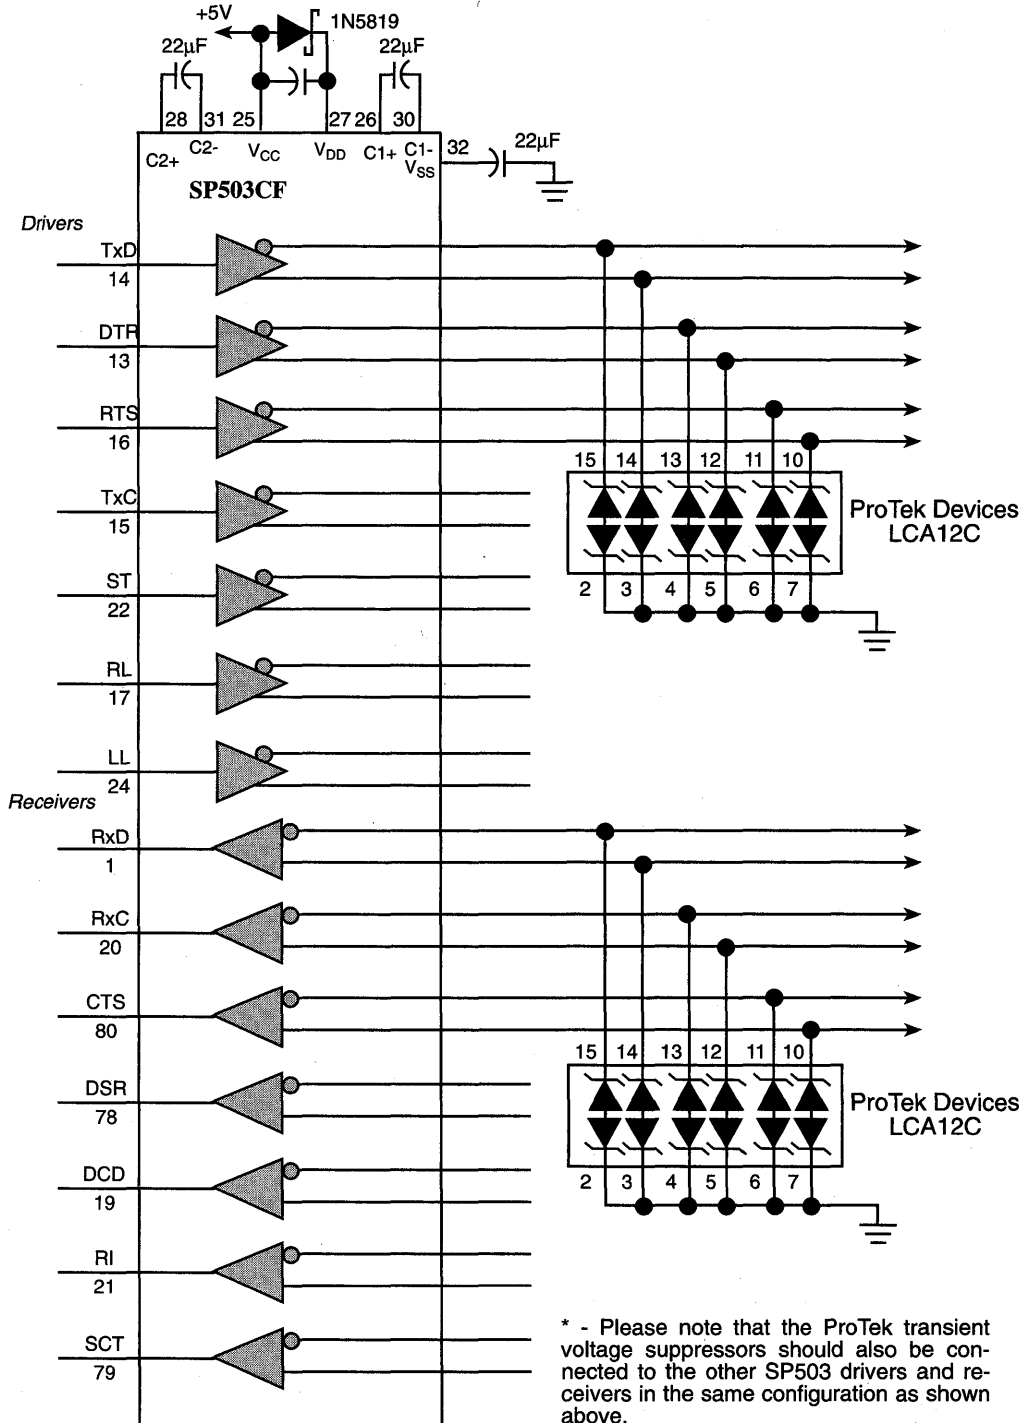 +5V
1N5819
22μF
22μF
28 31 25 27 26 30
C2+ C2- VCC VDD C1+ C1-
VSS
32
22μF
SP503CF
Drivers
TxD
14
DTR
13
RTS
16
15 14 13 12 11 10
TxC
15
ProTek Devices
LCA12C
ST
22
2 3 4 5 6 7
RL
17
LL
24
Receivers
RxD
1
RxC
20
CTS
80
15 14 13 12 11 10
DSR
78
ProTek Devices
LCA12C
DCD
19
2 3 4 5 6 7
RI
21
SCT
79
* - Please note that the ProTek transient
voltage suppressors should also be con-
nected to the other SP503 drivers and re-
ceivers in the same configuration as shown
above.